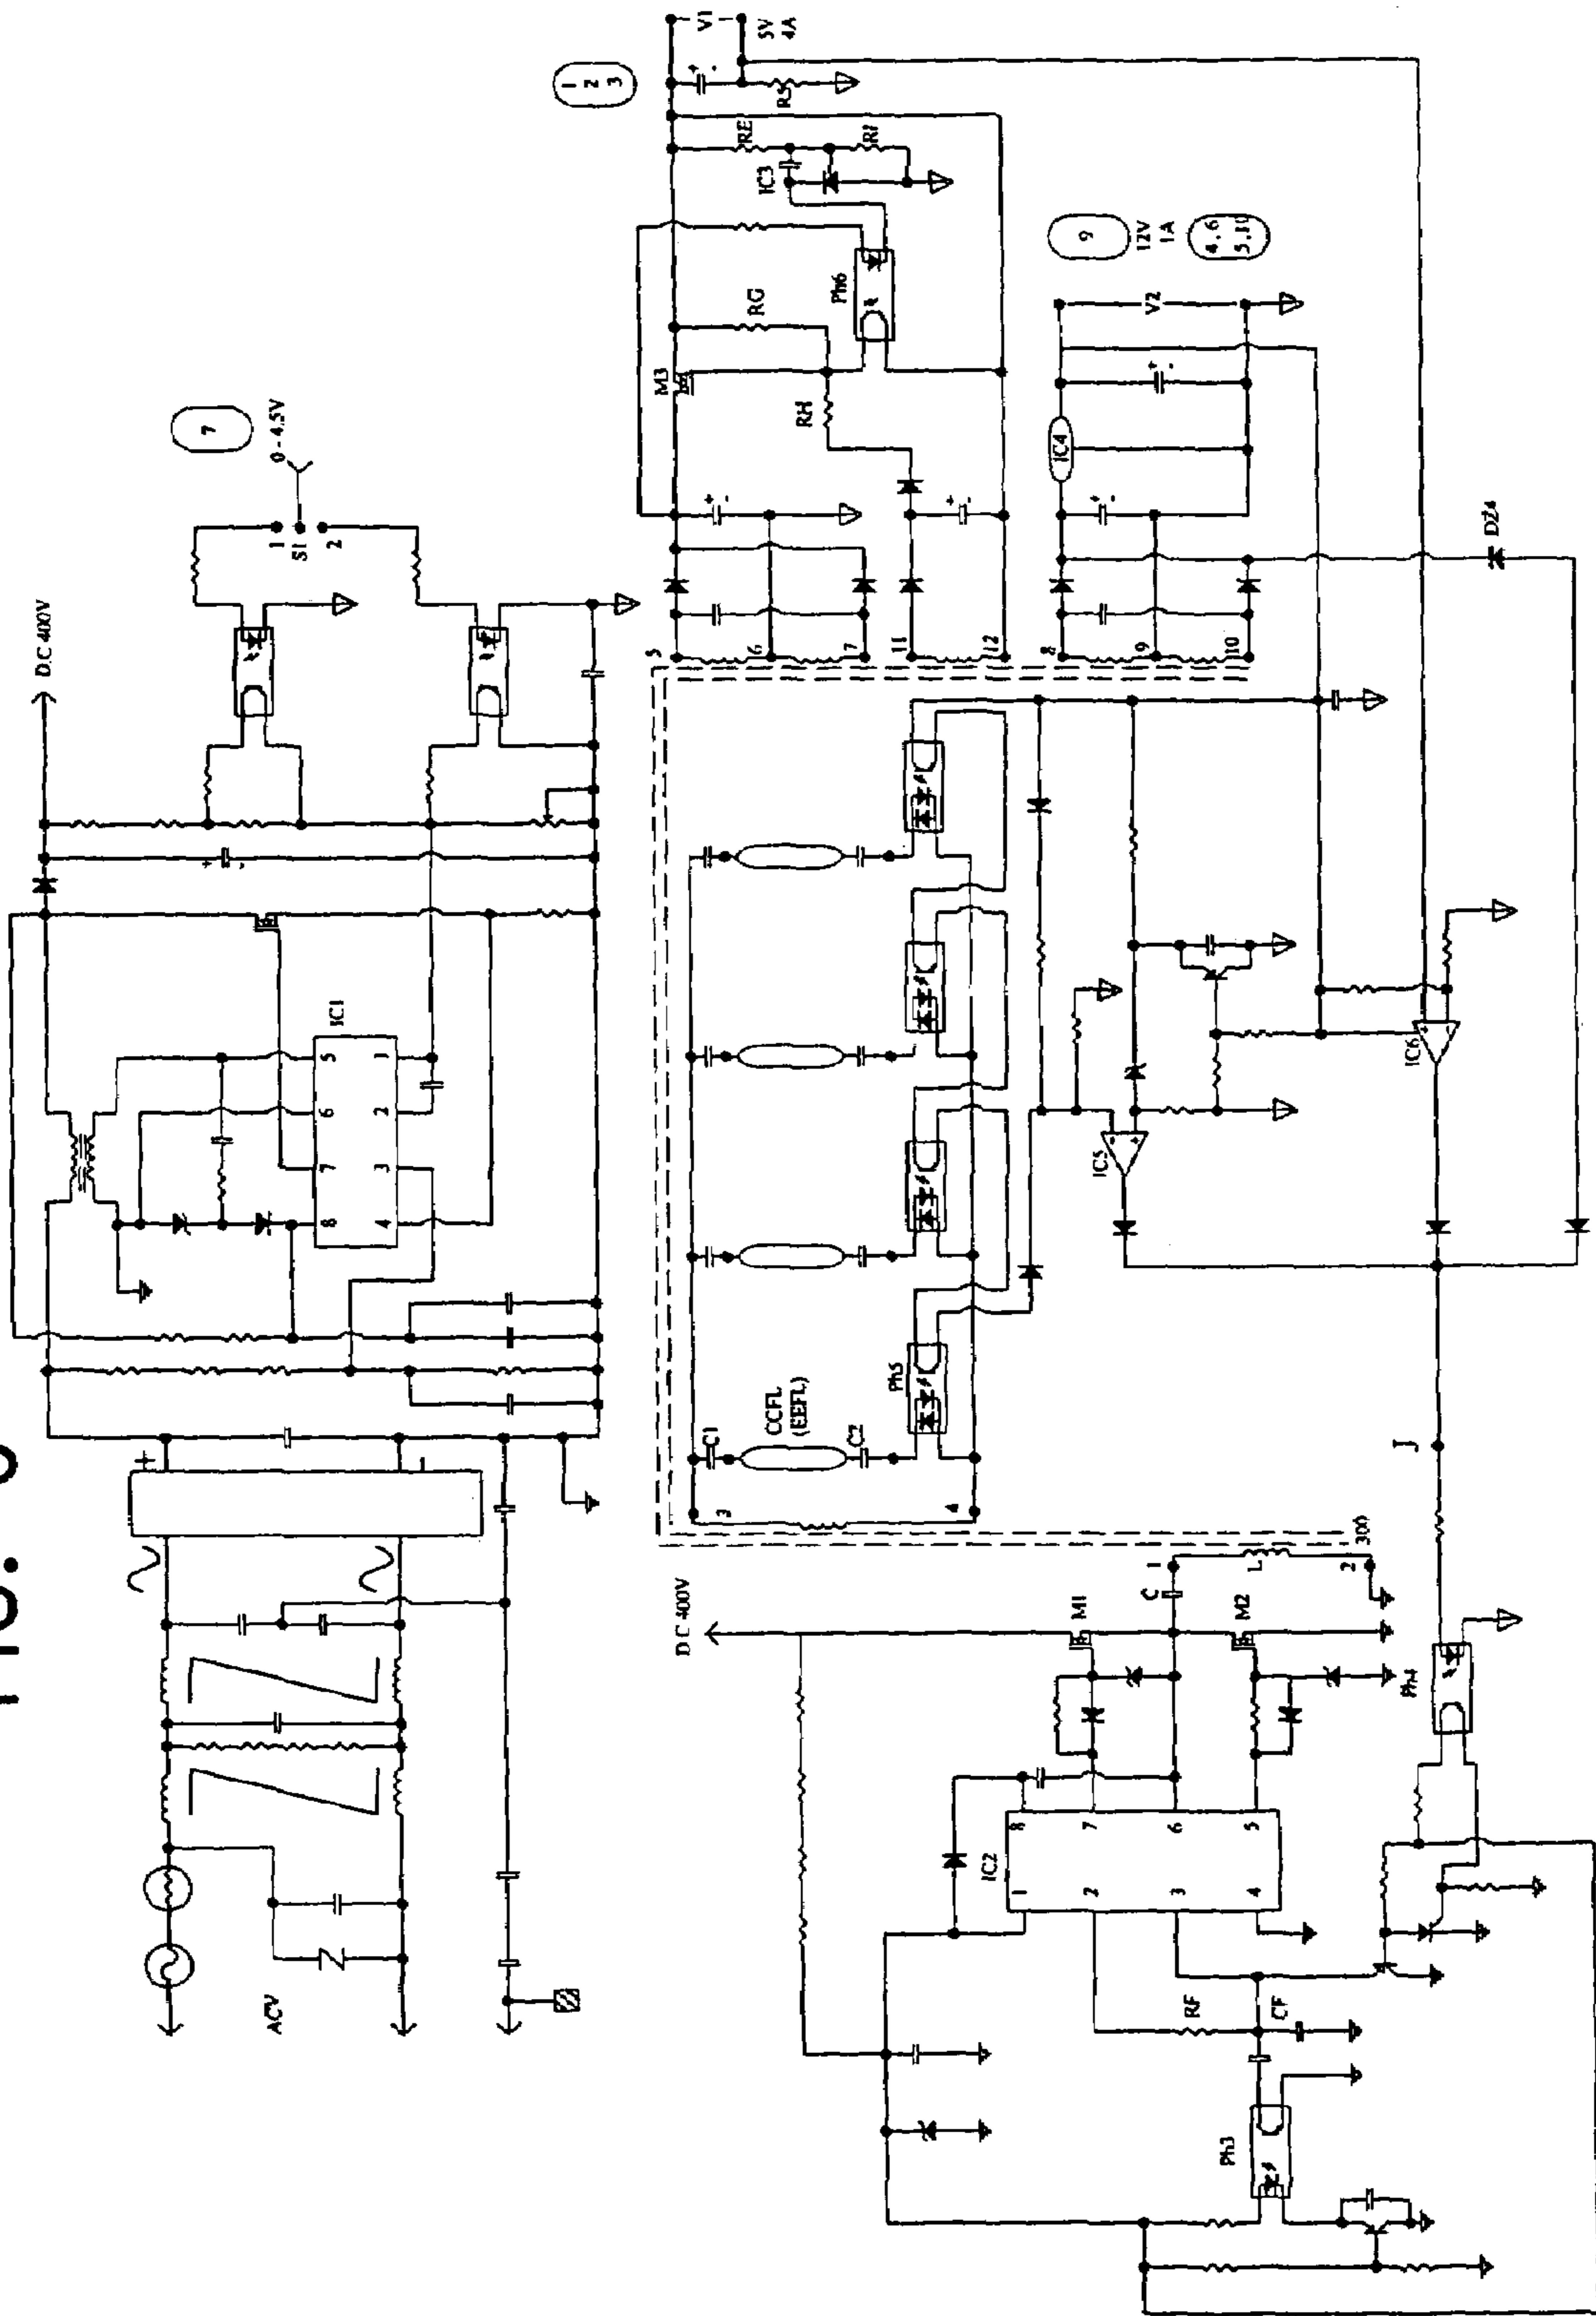 D.C 400V
7
0 - 4.5V
1
S1
2
IC1
5
6
7
8
1
2
3
4
+
-
ACV
1
2
3
V1
5V
4A
RS
RE
RI
IC3
RG
Ph6
M3
RH
5
6
7
11
12
9
12V
1A
4, 6
5, 10
V2
IC4
8
9
10
DZ4
C1
CCFL
(EEFL)
C2
Ph5
3
4
300
IC5
IC6
J
D.C 400V
M1
C
1
L
2
M2
IC2
8
7
6
5
1
2
3
4
RF
CF
Ph3
Ph4